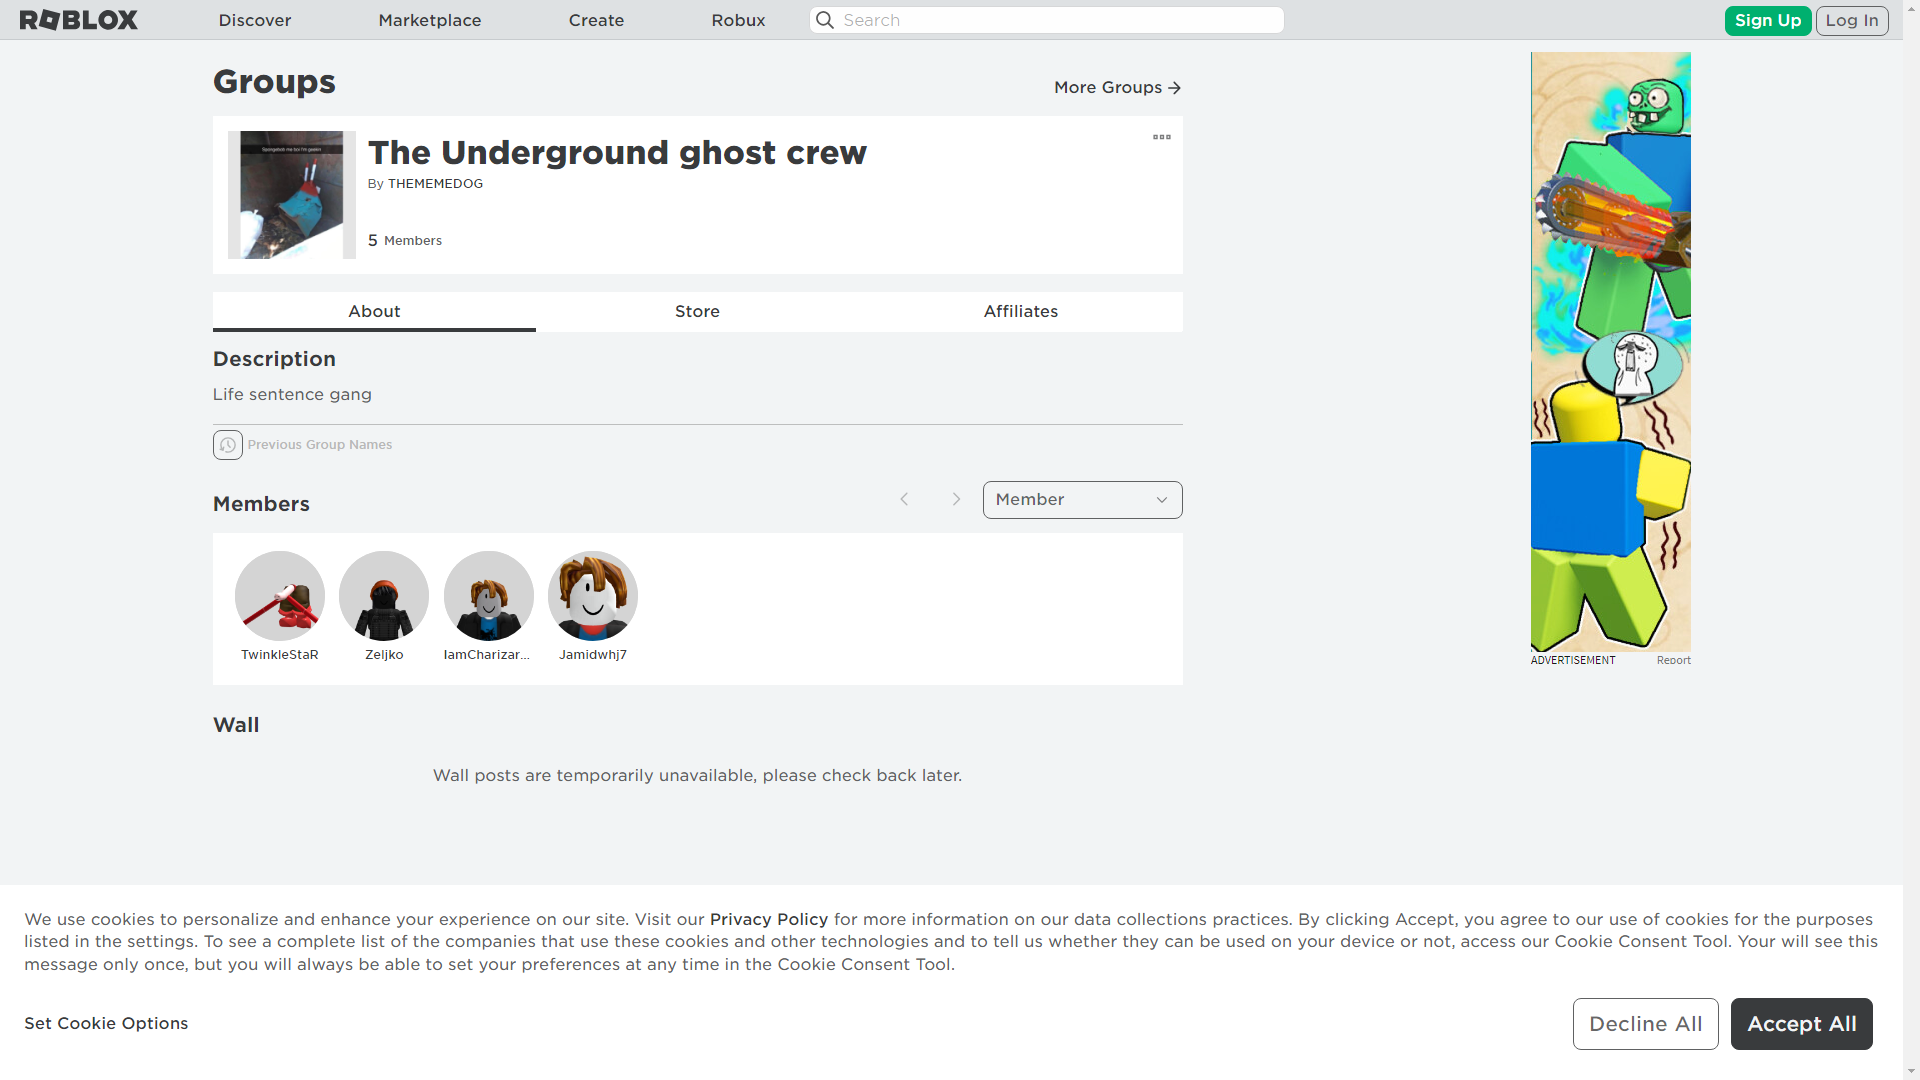 ROBLOX
Discover
Marketplace
Create
Robux
Search
Sign Up
Log In
Groups
More Groups
The Underground ghost crew
By THEMEMEDOG
5 Members
About
Store
Affiliates
Description
Life sentence gang
Previous Group Names
Members
Member
TwinkleStaR
Zeljko
IamCharizar...
Jamidwhj7
ADVERTISEMENT
Report
Wall
Wall posts are temporarily unavailable, please check back later.
We use cookies to personalize and enhance your experience on our site. Visit our Privacy Policy for more information on our data collections practices. By clicking Accept, you agree to our use of cookies for the purposes
listed in the settings. To see a complete list of the companies that use these cookies and other technologies and to tell us whether they can be used on your device or not, access our Cookie Consent Tool. Your will see this
message only once, but you will always be able to set your preferences at any time in the Cookie Consent Tool.
Set Cookie Options
Decline All
Accept All